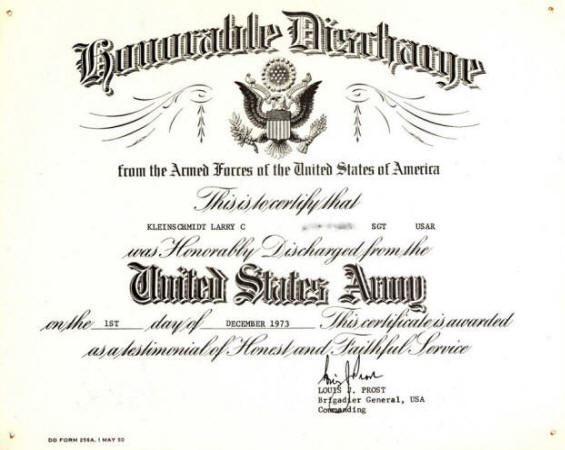 Honorable Discharge
from the Armed Forces of the United States of America
This is to certify that
KLEINSCHMIDT LARRY C SGT USAR
was Honorably Discharged from the
United States Army
on the 1ST day of DECEMBER 1973 This certificate is awarded
as a testimonial of Honest and Faithful Service
LOUIS J. PROST
Brigadier General, USA
Commanding
DD FORM 256A, 1 MAY 50